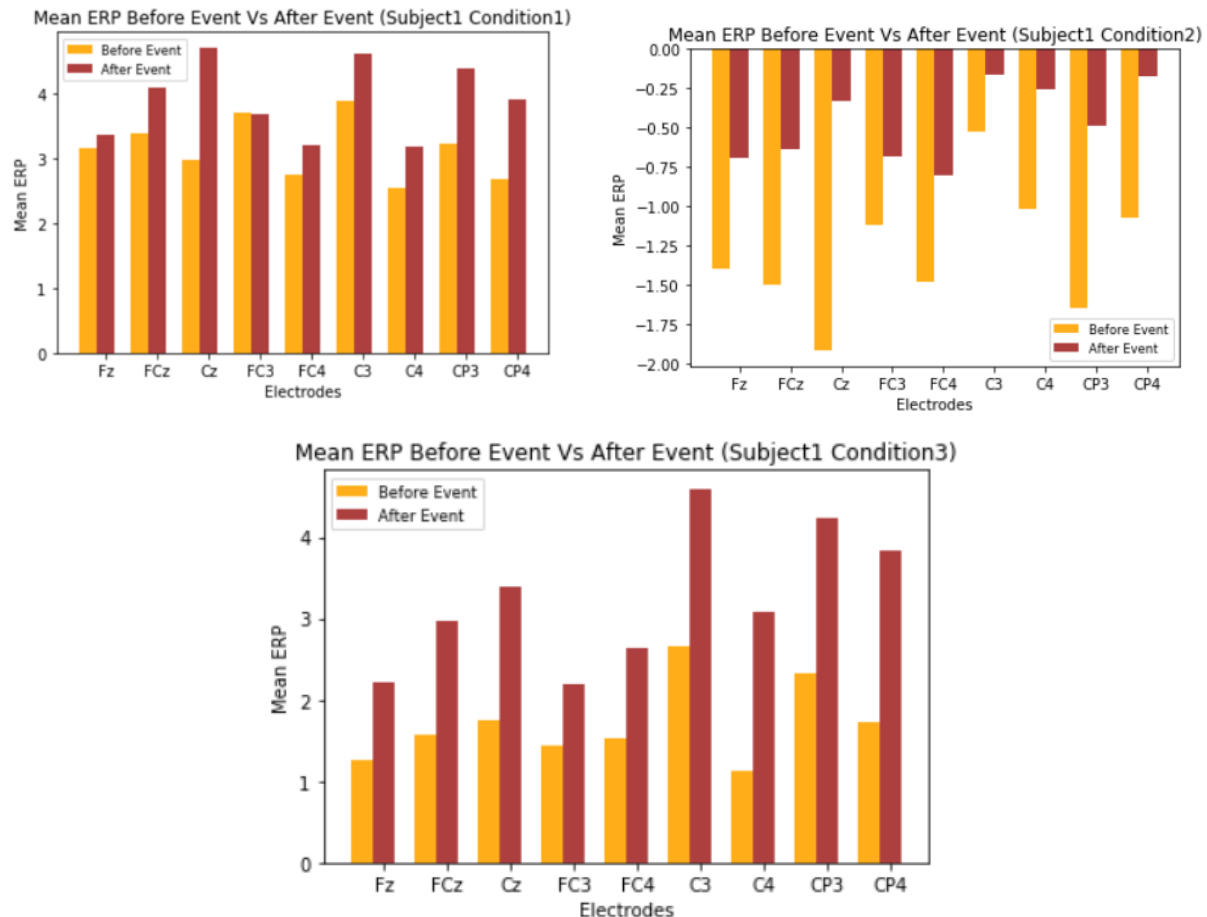 Mean ERP Before Event Vs After Event (Subject1 Condition1)
Before Event
After Event
4
3
2
1
0
Mean ERP
Fz FCz Cz FC3 FC4 C3 C4 CP3 CP4
Electrodes
Mean ERP Before Event Vs After Event (Subject1 Condition2)
0.00
−0.25
−0.50
−0.75
−1.00
−1.25
−1.50
−1.75
−2.00
Mean ERP
Before Event
After Event
Fz FCz Cz FC3 FC4 C3 C4 CP3 CP4
Electrodes
Mean ERP Before Event Vs After Event (Subject1 Condition3)
Before Event
After Event
4
3
2
1
0
Mean ERP
Fz FCz Cz FC3 FC4 C3 C4 CP3 CP4
Electrodes